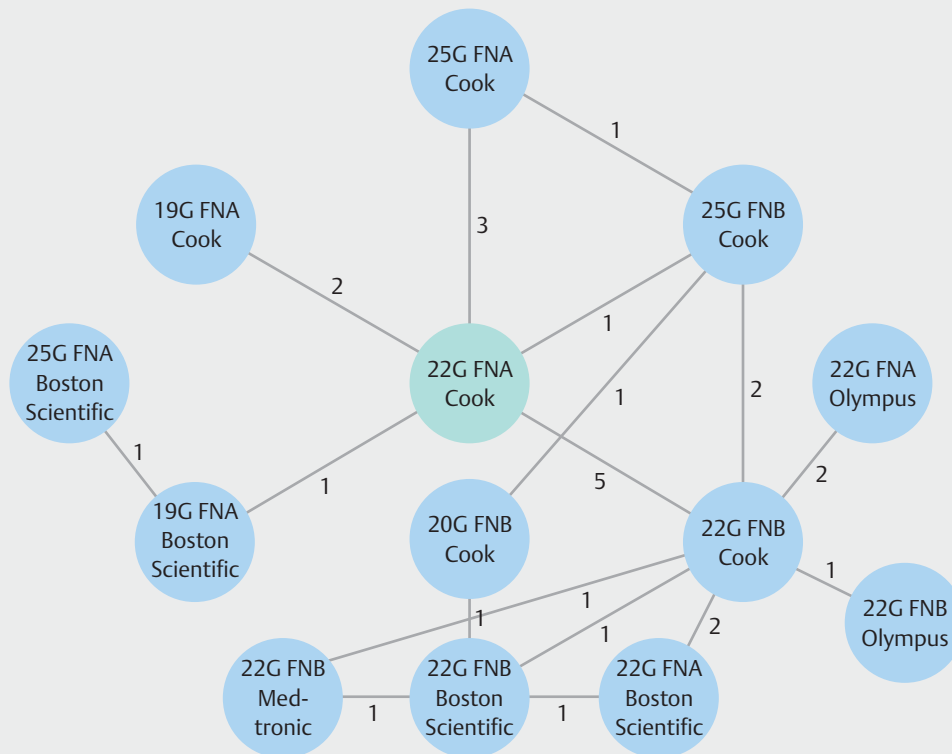 25G FNA
Cook
1
19G FNA
Cook
3
25G FNB
Cook
2
1
22G FNA
Cook
25G FNA
Boston
Scientific
1
2
22G FNA
Olympus
1
1
5
2
19G FNA
Boston
Scientific
20G FNB
Cook
22G FNB
Cook
1
22G FNB
Olympus
1
1
1
2
22G FNB
Med-
tronic
1
22G FNB
Boston
Scientific
1
22G FNA
Boston
Scientific